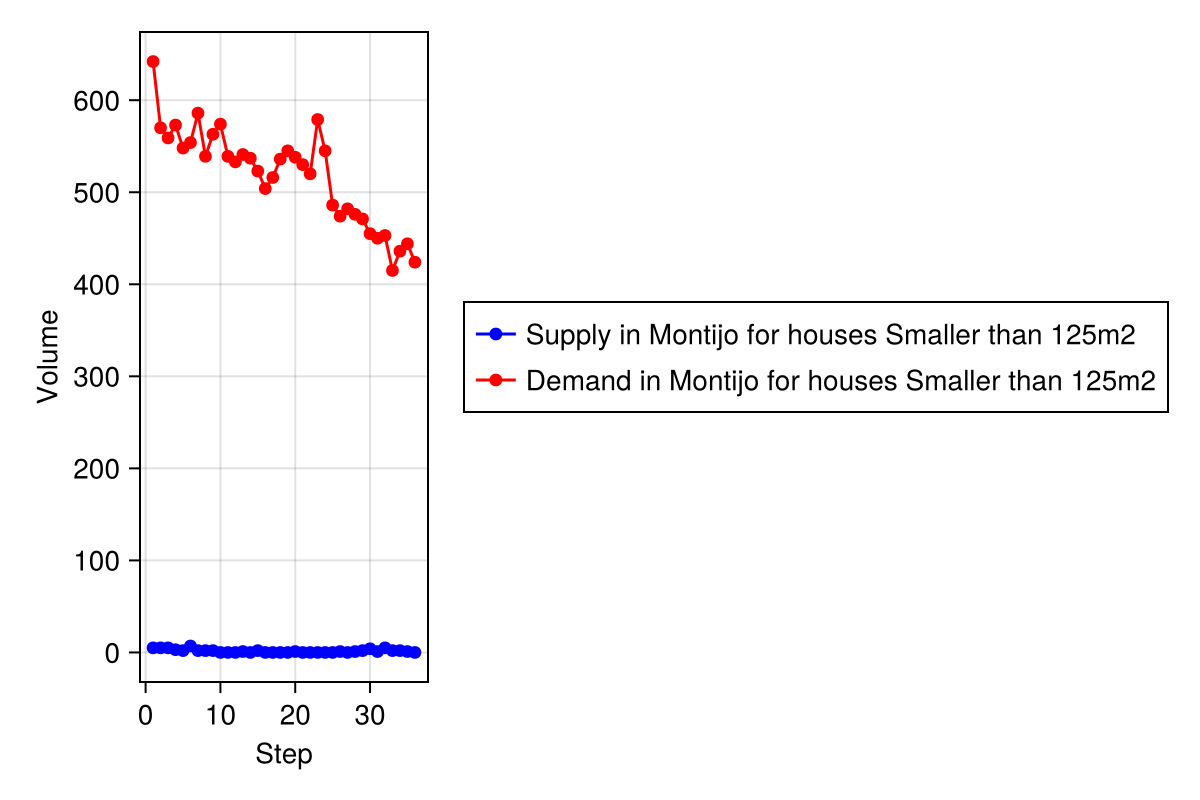 600
500
400
300
200
100
0
Volume
0 10 20 30
Step
Supply in Montijo for houses Smaller than 125m2
Demand in Montijo for houses Smaller than 125m2